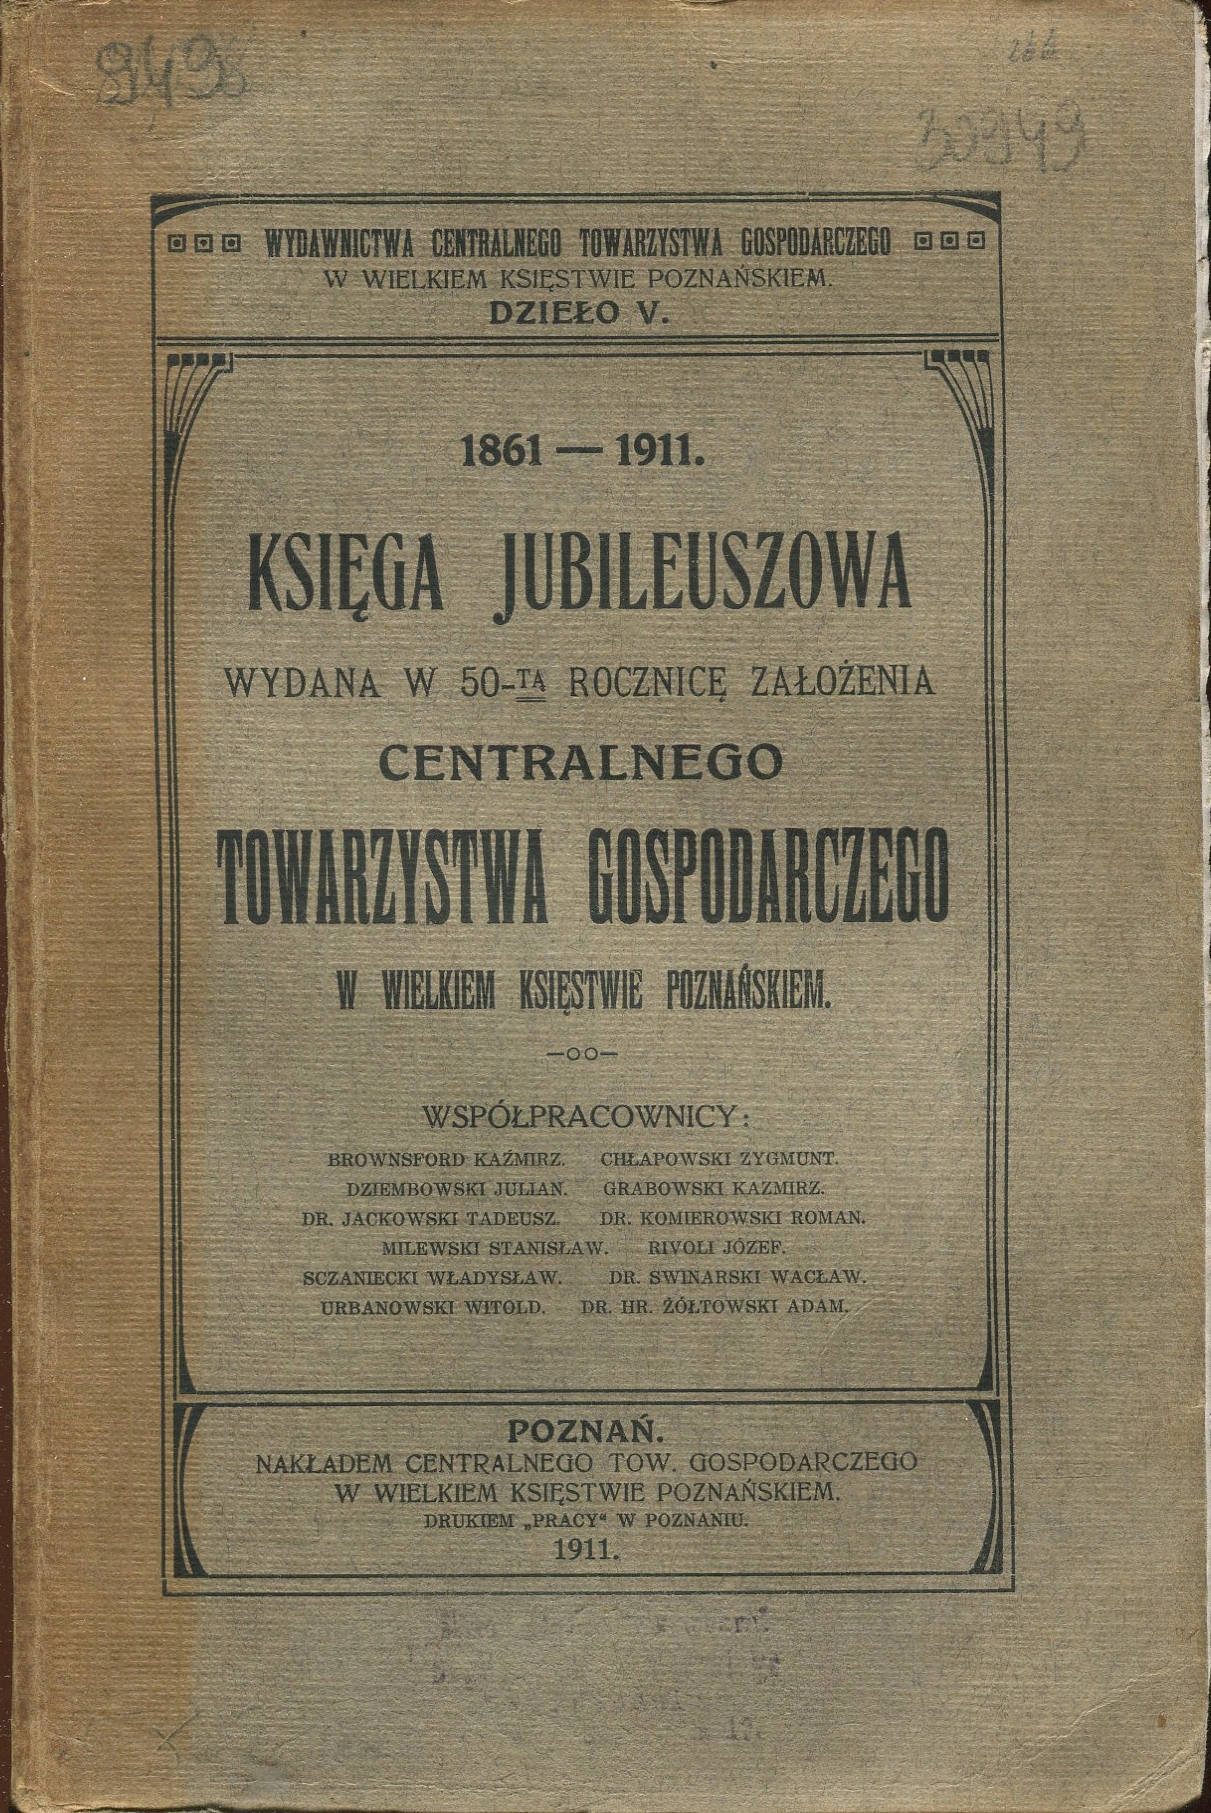 9498
30949
WYDAWNICTWA CENTRALNEGO TOWARZYSTWA GOSPODARCZEGO
W WIELKIEM KSIĘSTWIE POZNAŃSKIEM.
DZIEŁO V.
1861 — 1911.
KSIĘGA JUBILEUSZOWA
WYDANA W 50-TĄ ROCZNICĘ ZAŁOŻENIA
CENTRALNEGO
TOWARZYSTWA GOSPODARCZEGO
W WIELKIEM KSIĘSTWIE POZNAŃSKIEM.
WSPÓŁPRACOWNICY:
BROWNSFORD KAŹMIRZ. CHŁAPOWSKI ZYGMUNT.
DZIEMBOWSKI JULIAN. GRABOWSKI KAZMIRZ.
DR. JACKOWSKI TADEUSZ. DR. KOMIEROWSKI ROMAN.
MILEWSKI STANISŁAW. RIVOLI JÓZEF.
SCZANIECKI WŁADYSŁAW. DR. SWINARSKI WACŁAW.
URBANOWSKI WITOLD. DR. HR. ŻÓŁTOWSKI ADAM.
POZNAŃ.
NAKŁADEM CENTRALNEGO TOW. GOSPODARCZEGO
W WIELKIEM KSIĘSTWIE POZNAŃSKIEM.
DRUKIEM „PRACY“ W POZNANIU.
1911.